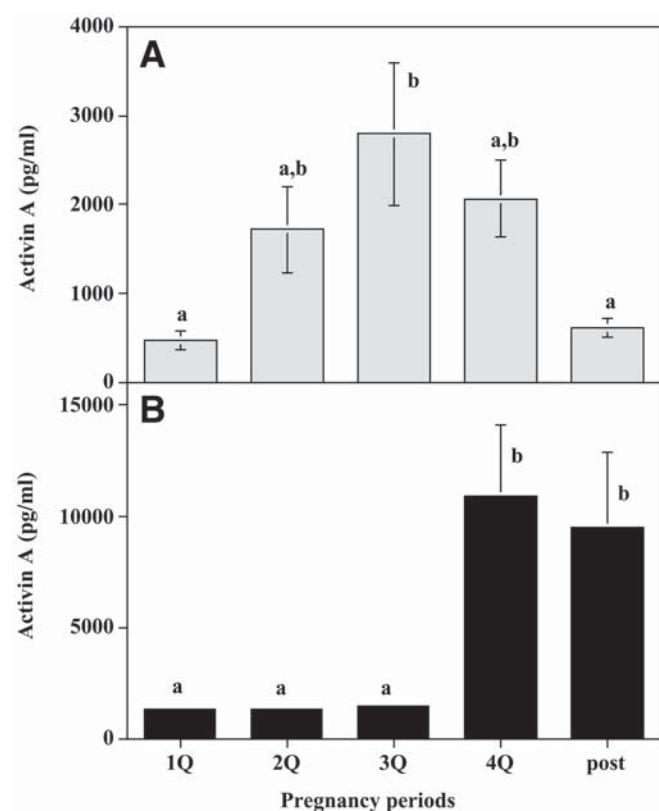 A
Activin A (pg/ml)
4000
3000
2000
1000
0
a
a,b
b
a,b
a
B
Activin A (pg/ml)
15000
10000
5000
0
a
a
a
b
b
1Q 2Q 3Q 4Q post
Pregnancy periods